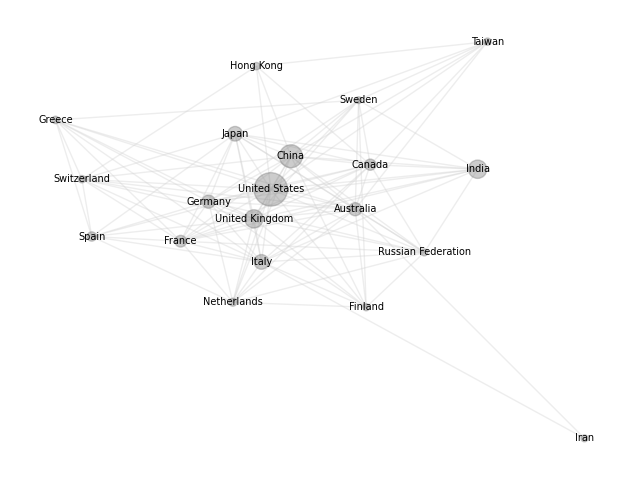 Taiwan
Hong Kong
Sweden
Greece
Japan
China
Canada
India
Switzerland
United States
Germany
Australia
United Kingdom
Spain
France
Russian Federation
Italy
Netherlands
Finland
Iran